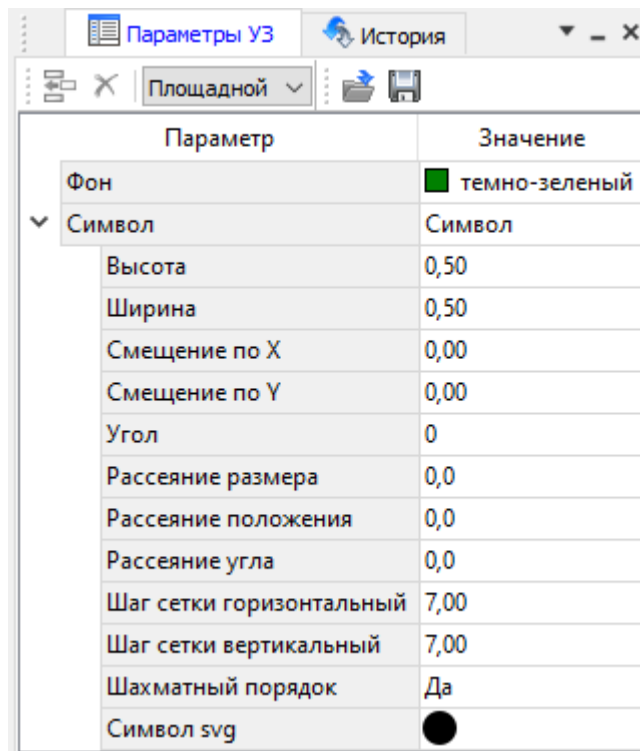 Параметры УЗ История
Площадной
Параметр Значение
Фон темно-зеленый
Символ Символ
Высота 0,50
Ширина 0,50
Смещение по X 0,00
Смещение по Y 0,00
Угол 0
Рассеяние размера 0,0
Рассеяние положения 0,0
Рассеяние угла 0,0
Шаг сетки горизонтальный 7,00
Шаг сетки вертикальный 7,00
Шахматный порядок Да
Символ svg